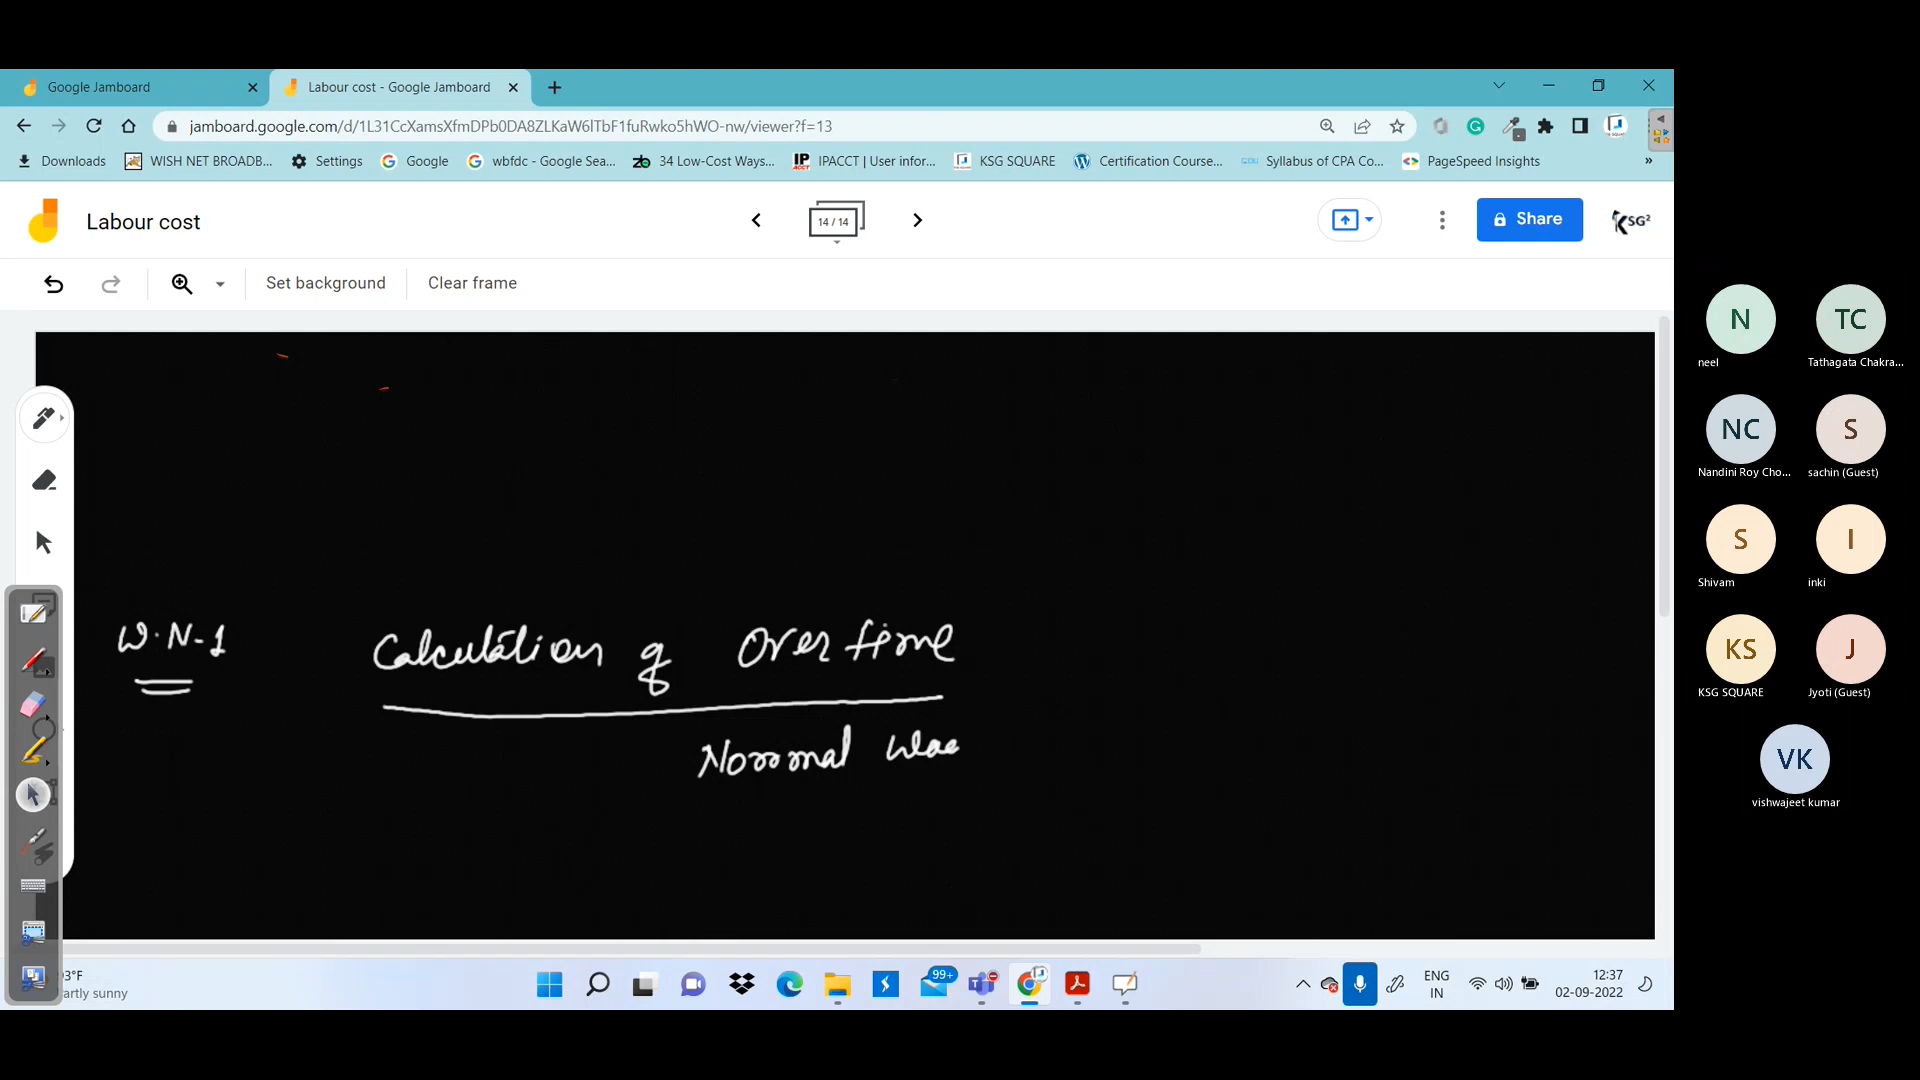 Google Jamboard
Labour cost - Google Jamboard
jamboard.google.com/d/1L31CcXamsXfmDPb0DA8ZLKaW6lTbF1fuRwko5hWO-nw/viewer?f=13
Downloads WISH NET BROADB... Settings Google wbfdc - Google Sea... 34 Low-Cost Ways... IPACCT | User infor... KSG SQUARE Certification Course... Syllabus of CPA Co... PageSpeed Insights »
Labour cost
14 / 14
Share
KSG²
Set background
Clear frame
W.N-1 Calculation of Over time
Normal
N TC
neel Tathagata Chakra...
NC S
Nandini Roy Cho... sachin (Guest)
S I
Shivam inki
KS J
KSG SQUARE Jyoti (Guest)
VK
vishwajeet kumar
93°F
artly sunny
99+
ENG
IN
12:37
02-09-2022